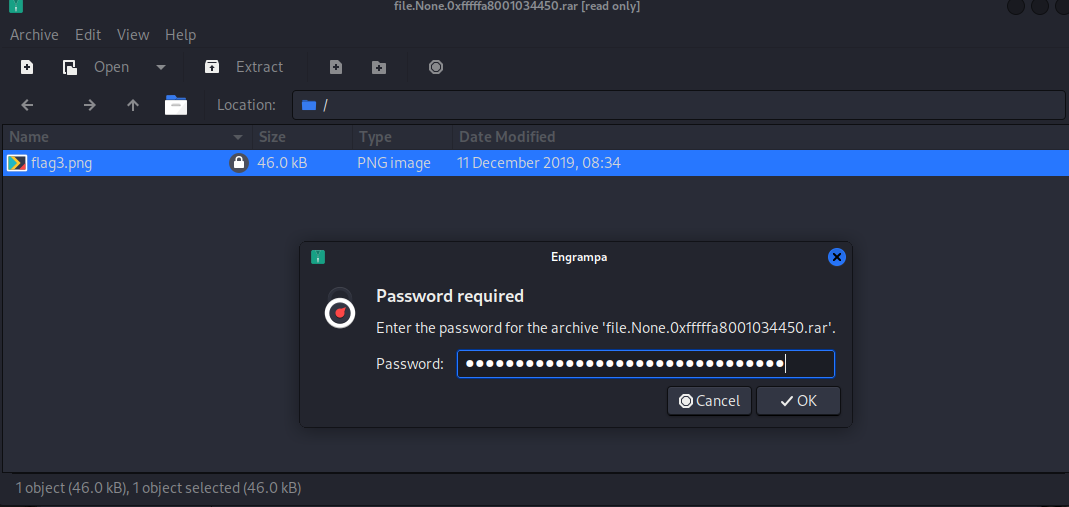 file.None.0xfffffa8001034450.rar [read only]
Archive Edit View Help
Open Extract
Location: /
Name Size Type Date Modified
flag3.png 46.0 kB PNG image 11 December 2019, 08:34
Engrampa
Password required
Enter the password for the archive 'file.None.0xfffffa8001034450.rar'.
Password: ●●●●●●●●●●●●●●●●●●●●●●●●●●●●●●●●
Cancel OK
1 object (46.0 kB), 1 object selected (46.0 kB)